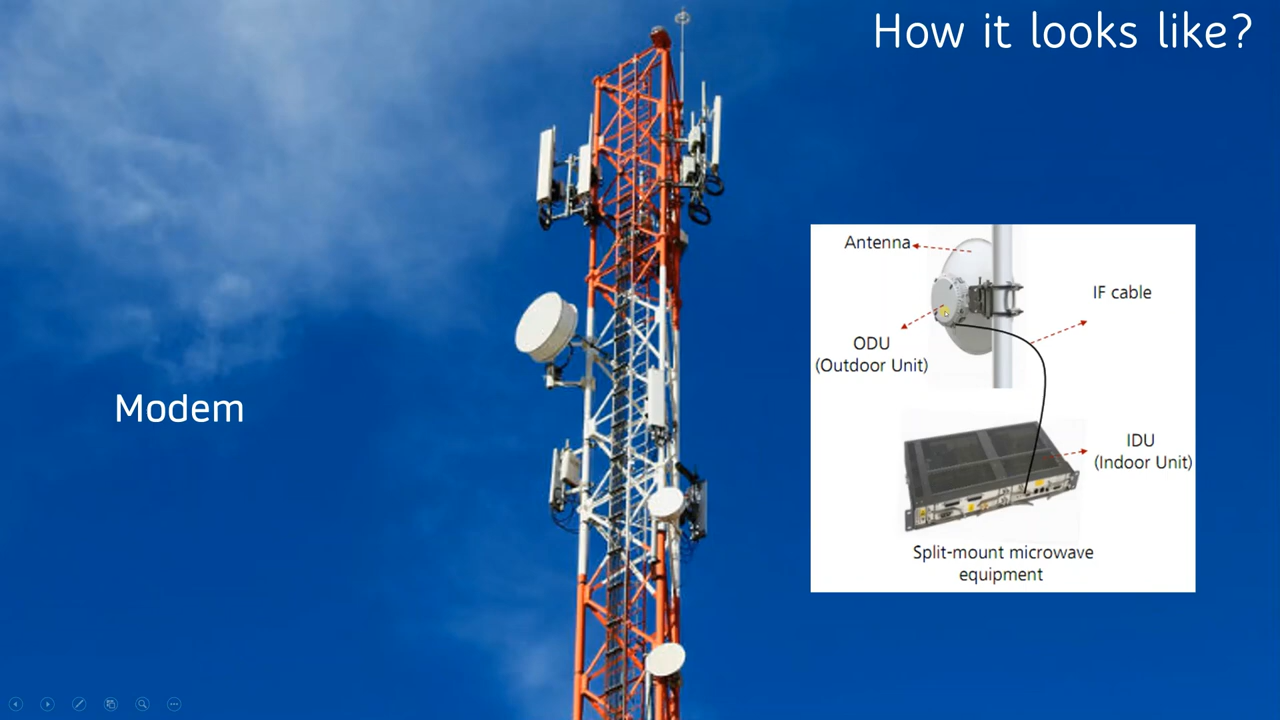 How it looks like?
Antenna
IF cable
ODU
(Outdoor Unit)
Modem
IDU
(Indoor Unit)
Split-mount microwave
equipment